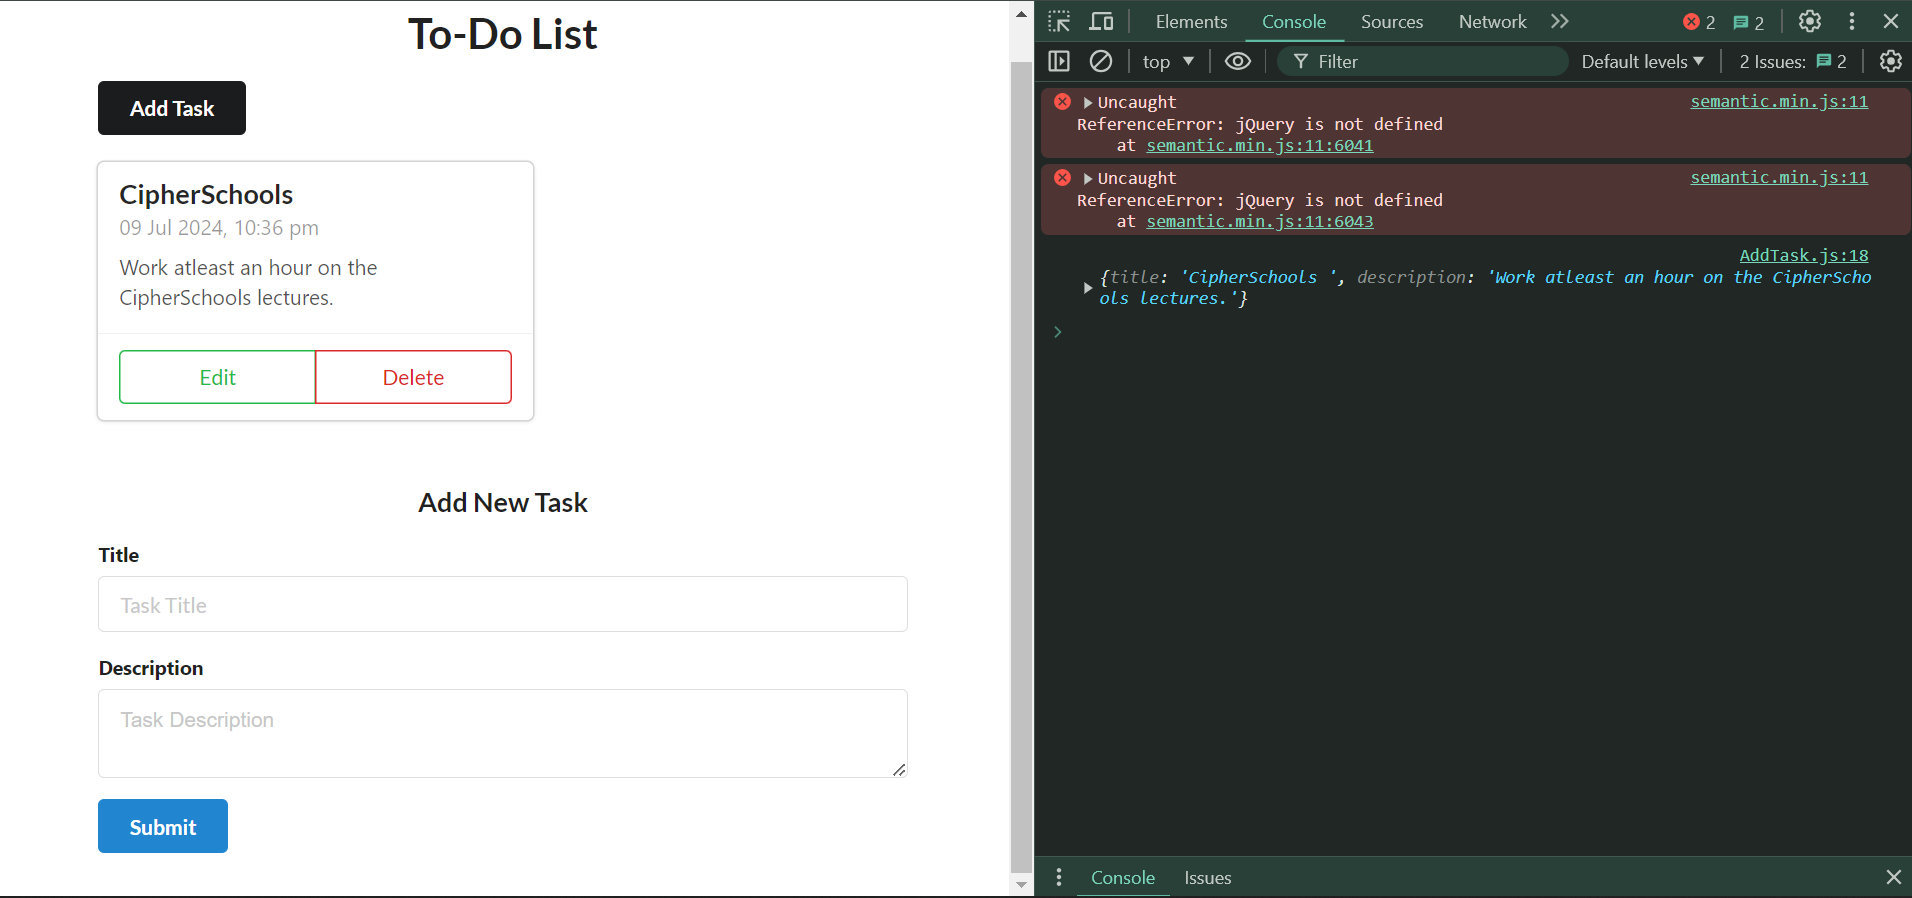 To-Do List
Add Task
CipherSchools
09 Jul 2024, 10:36 pm
Work atleast an hour on the
CipherSchools lectures.
Edit Delete
Add New Task
Title
Task Title
Description
Task Description
Submit
Elements Console Sources Network 2 2
top Filter Default levels 2 Issues: 2
Uncaught semantic.min.js:11
ReferenceError: jQuery is not defined
at semantic.min.js:11:6041
Uncaught semantic.min.js:11
ReferenceError: jQuery is not defined
at semantic.min.js:11:6043
AddTask.js:18
{title: 'CipherSchools ', description: 'Work atleast an hour on the CipherScho
ols lectures.'}
Console Issues